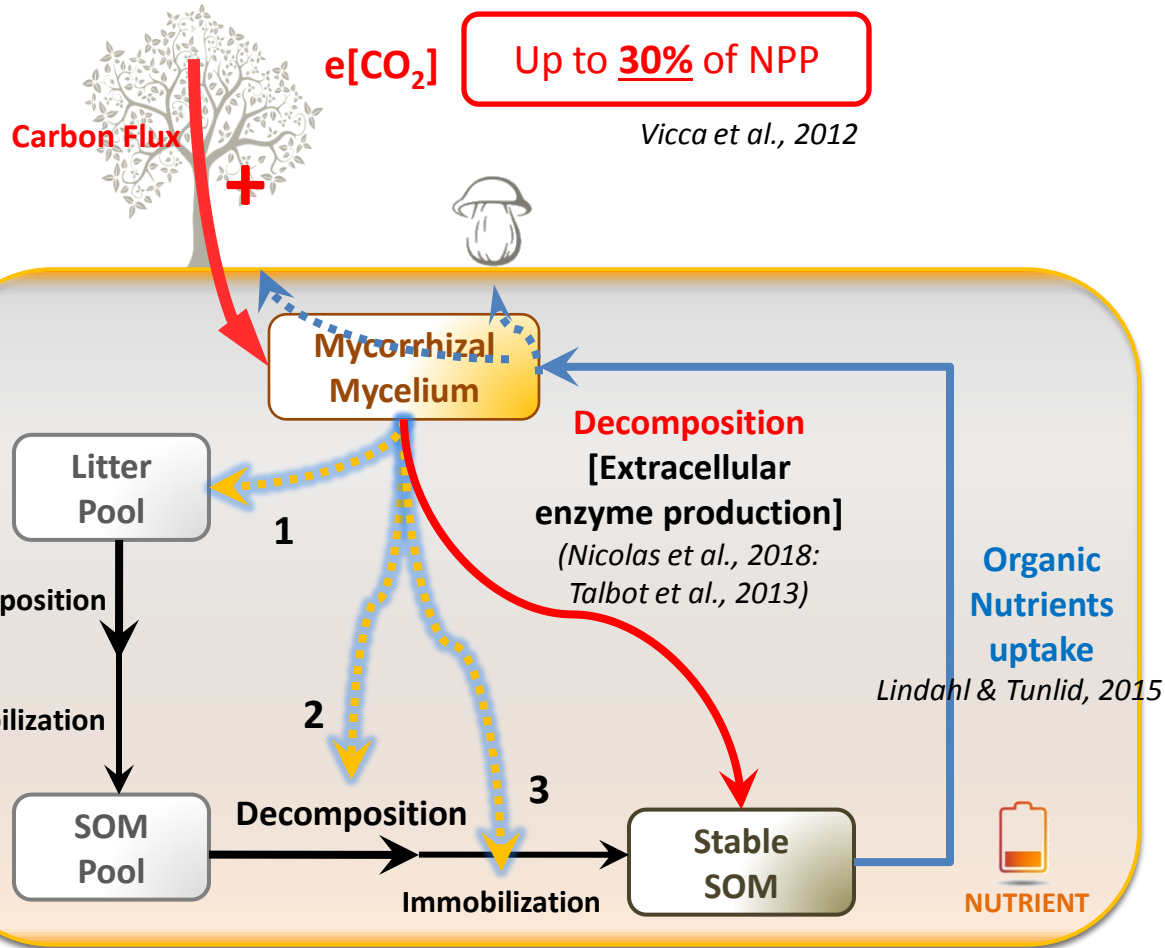 e[CO₂]
Up to 30% of NPP
Carbon Flux
+
Vicca et al., 2012
Mycorrhizal
Mycelium
Decomposition
[Extracellular
enzyme production]
(Nicolas et al., 2018:
Talbot et al., 2013)
Litter
Pool
1
Organic
Nutrients
uptake
Lindahl & Tunlid, 2015
position
2
bilization
3
Decomposition
SOM
Pool
Immobilization
Stable
SOM
NUTRIENT